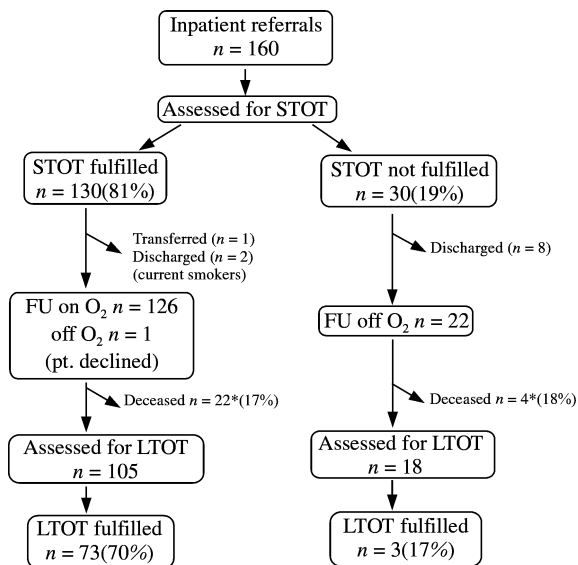 Inpatient referrals
n = 160
Assessed for STOT
STOT fulfilled
n = 130(81%)
STOT not fulfilled
n = 30(19%)
Transferred (n = 1)
Discharged (n = 2)
(current smokers)
Discharged (n = 8)
FU on O₂ n = 126
off O₂ n = 1
(pt. declined)
FU off O₂ n = 22
Deceased n = 22*(17%)
Deceased n = 4*(18%)
Assessed for LTOT
n = 105
Assessed for LTOT
n = 18
LTOT fulfilled
n = 73(70%)
LTOT fulfilled
n = 3(17%)